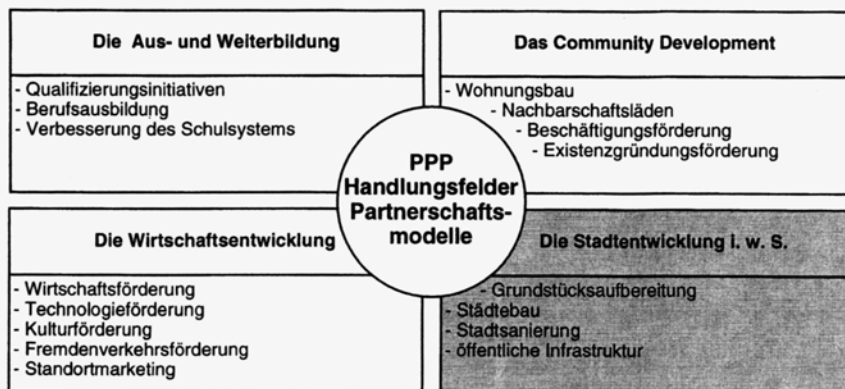 Die Aus- und Weiterbildung
- Qualifizierungsinitiativen
- Berufsausbildung
- Verbesserung des Schulsystems
Das Community Development
- Wohnungsbau
- Nachbarschaftsläden
- Beschäftigungsförderung
- Existenzgründungsförderung
PPP
Handlungsfelder
Partnerschafts-
modelle
Die Wirtschaftsentwicklung
- Wirtschaftsförderung
- Technologieförderung
- Kulturförderung
- Fremdenverkehrsförderung
- Standortmarketing
Die Stadtentwicklung i. w. S.
- Grundstücksaufbereitung
- Städtebau
- Stadtsanierung
- öffentliche Infrastruktur